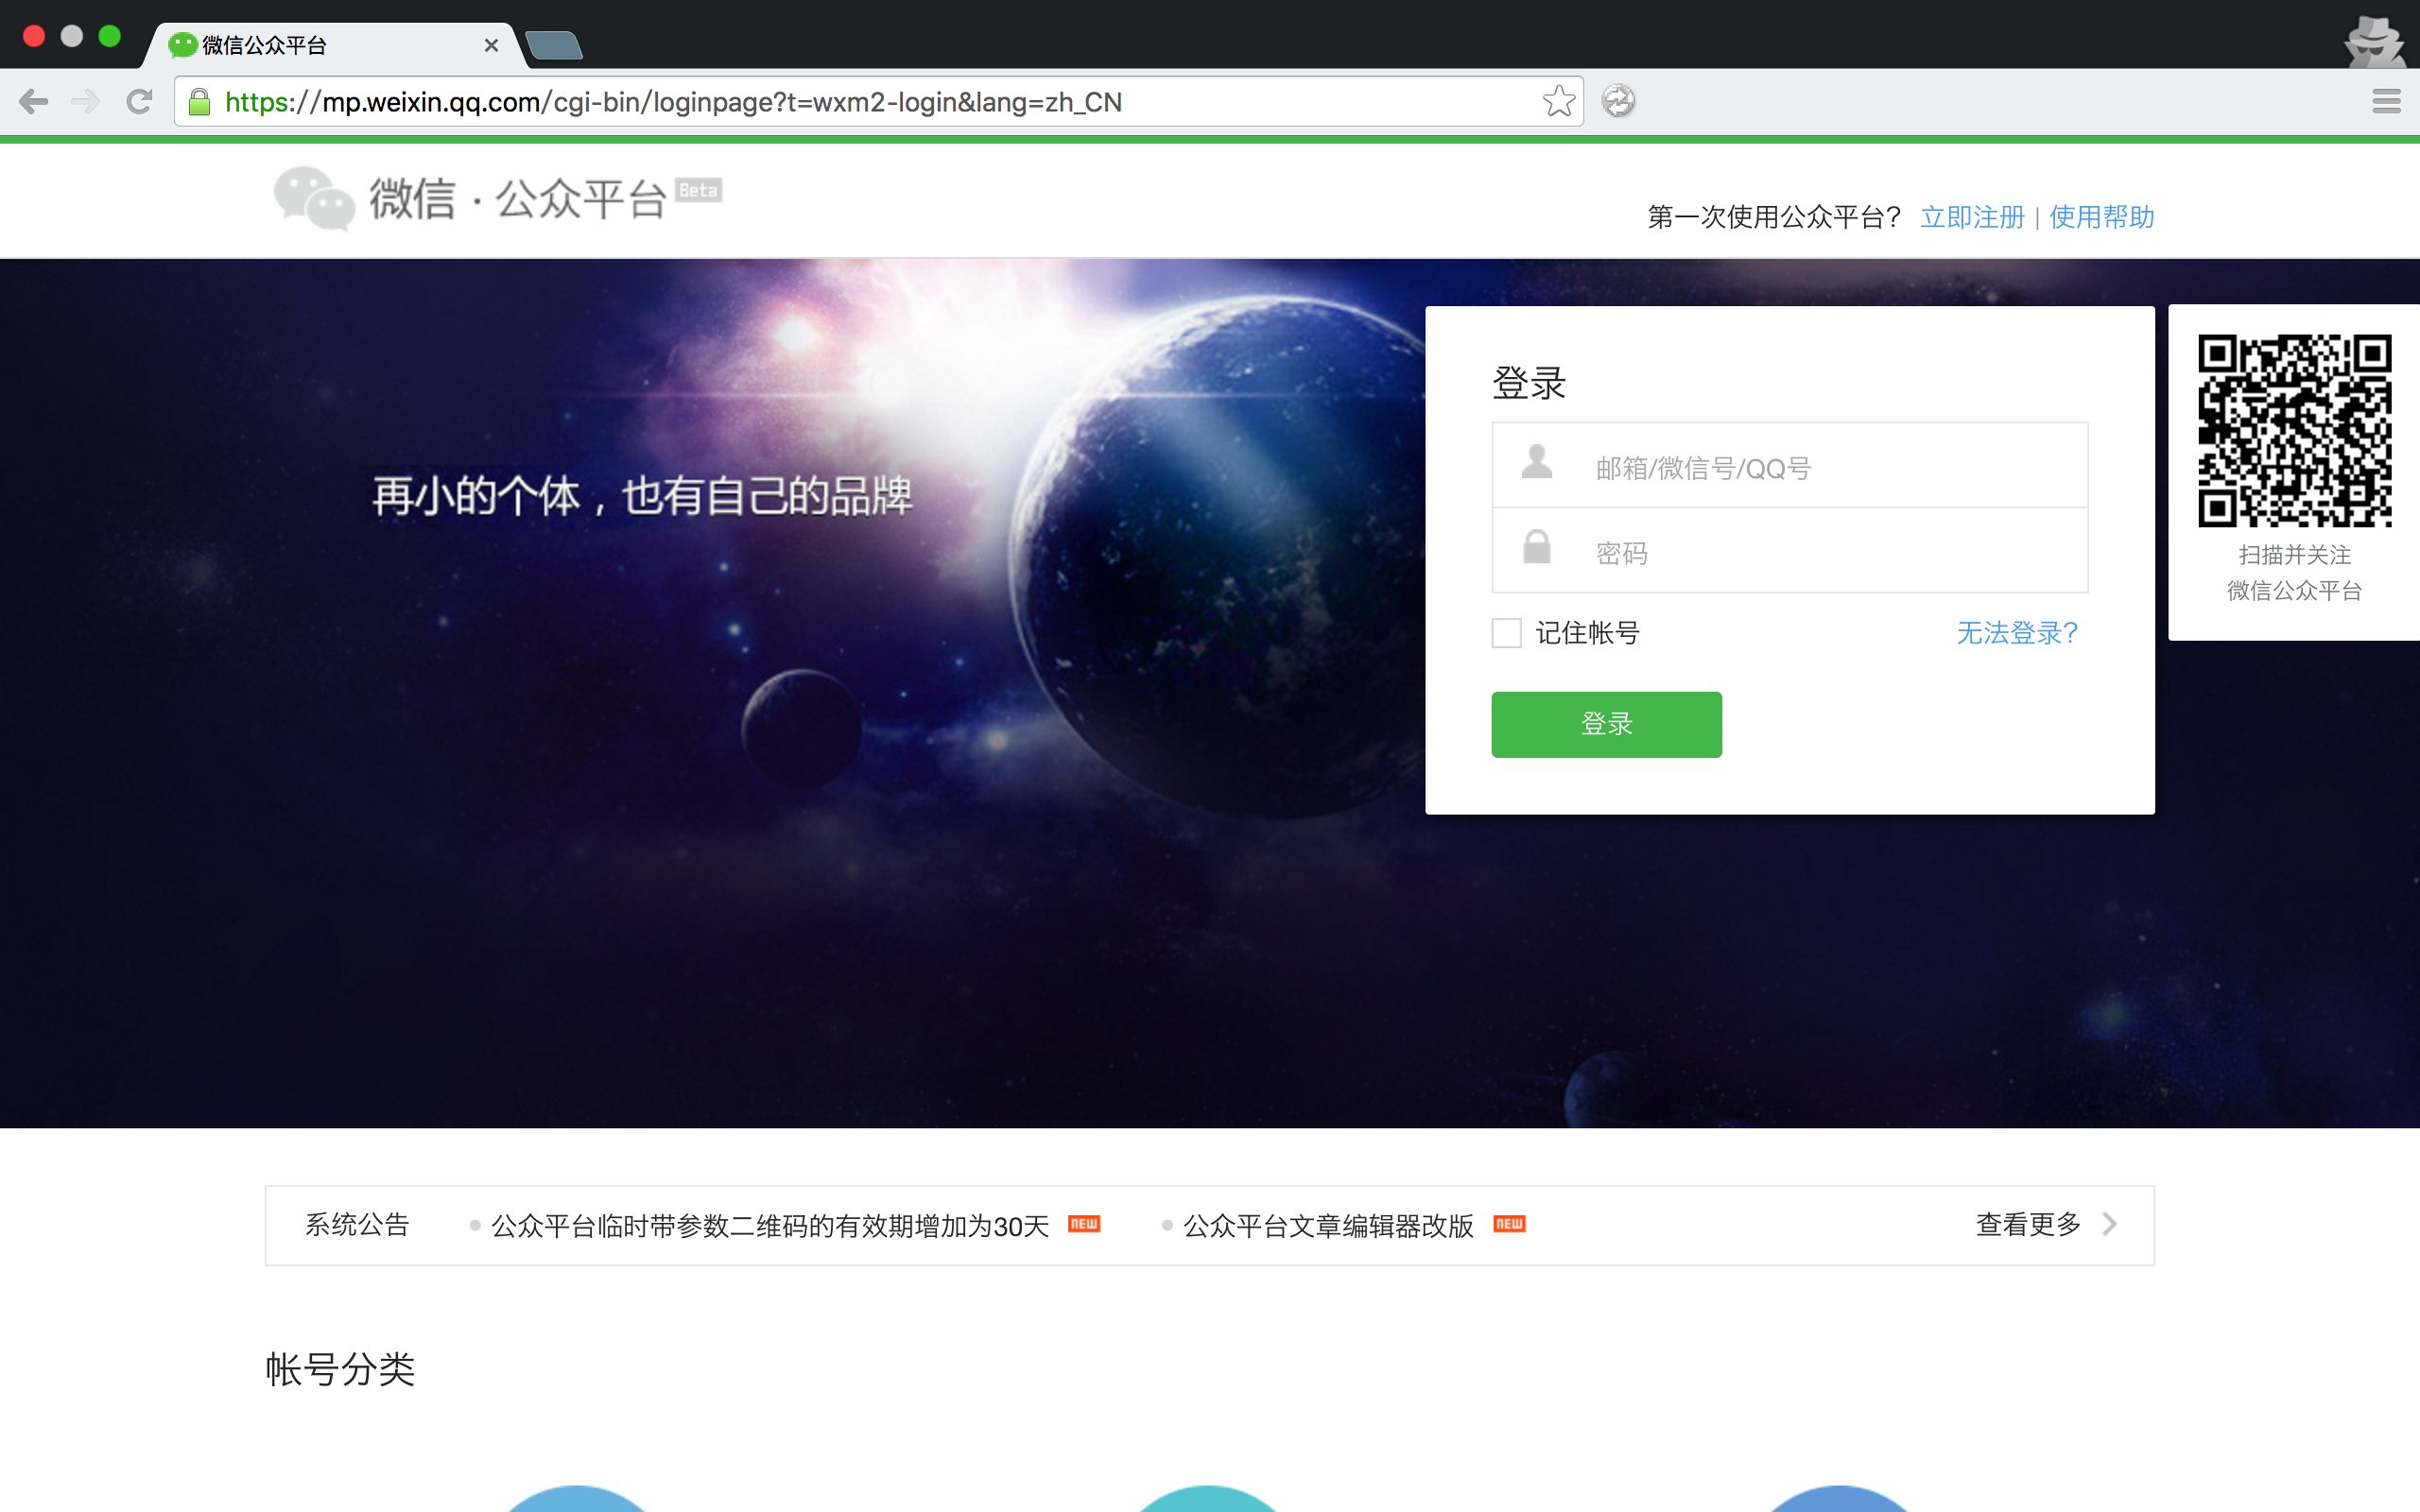 微信公众平台
https://mp.weixin.qq.com/cgi-bin/loginpage?t=wxm2-login&lang=zh_CN
微信·公众平台 Beta
第一次使用公众平台? 立即注册 | 使用帮助
再小的个体，也有自己的品牌
登录
邮箱/微信号/QQ号
密码
记住帐号 无法登录?
登录
扫描并关注
微信公众平台
系统公告 公众平台临时带参数二维码的有效期增加为30天 NEW 公众平台文章编辑器改版 NEW 查看更多
帐号分类